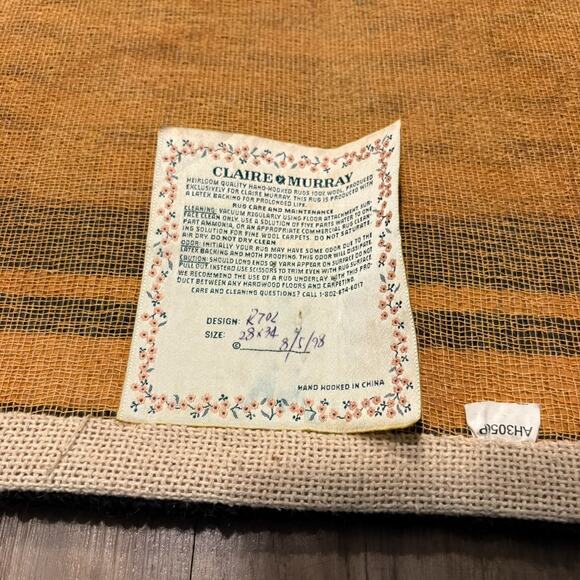 CLAIRE MURRAY
HEIRLOOM QUALITY HAND-HOOKED RUGS 100% WOOL, PRODUCED
EXCLUSIVELY FOR CLAIRE MURRAY. THIS RUG IS PRODUCED WITH
A LATEX BACKING FOR PROLONGED LIFE.
RUG CARE AND MAINTENANCE
CLEANING: VACUUM REGULARLY USING FLOOR ATTACHMENT. SUR-
FACE CLEAN ONLY. USE A SOLUTION OF FIVE PARTS WATER TO ONE
PART AMMONIA, OR AN APPROPRIATE COMMERCIAL RUG CLEAN-
ING SOLUTION FOR FINE WOOL CARPETS. DO NOT SATURATE.
AIR DRY. DO NOT DRY CLEAN.
ODOR: INITIALLY YOUR RUG MAY HAVE SOME ODOR DUE TO THE
LATEX BACKING AND MOTH PROOFING. THIS ODOR WILL DISSIPATE.
CAUTION: SHOULD LONG ENDS OF YARN APPEAR ON SURFACE DO NOT
PULL OUT. INSTEAD USE SCISSORS TO TRIM EVEN WITH RUG SURFACE.
WE RECOMMEND THE USE OF A RUG UNDERLAY WITH THIS PRO-
DUCT BETWEEN ANY HARDWOOD FLOORS AND CARPETING.
CARE AND CLEANING QUESTIONS? CALL 1-802-674-6017
DESIGN: R702
SIZE: 28 x 34
© 8/5/98
HAND HOOKED IN CHINA
AH305(P